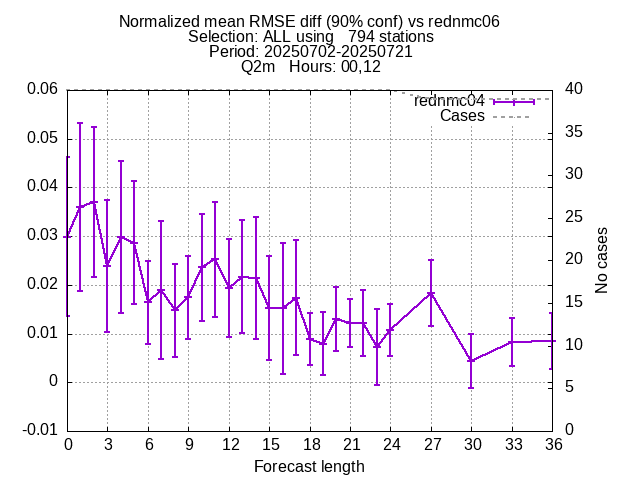 Normalized mean RMSE diff (90% conf) vs rednmc06
Selection: ALL using   794 stations
Period: 20250702-20250721
Q2m   Hours: 00,12
rednmc04
Cases
0.06
0.05
0.04
0.03
0.02
0.01
0
-0.01
40
35
30
25
20
15
10
5
0
No cases
0 3 6 9 12 15 18 21 24 27 30 33 36
Forecast length